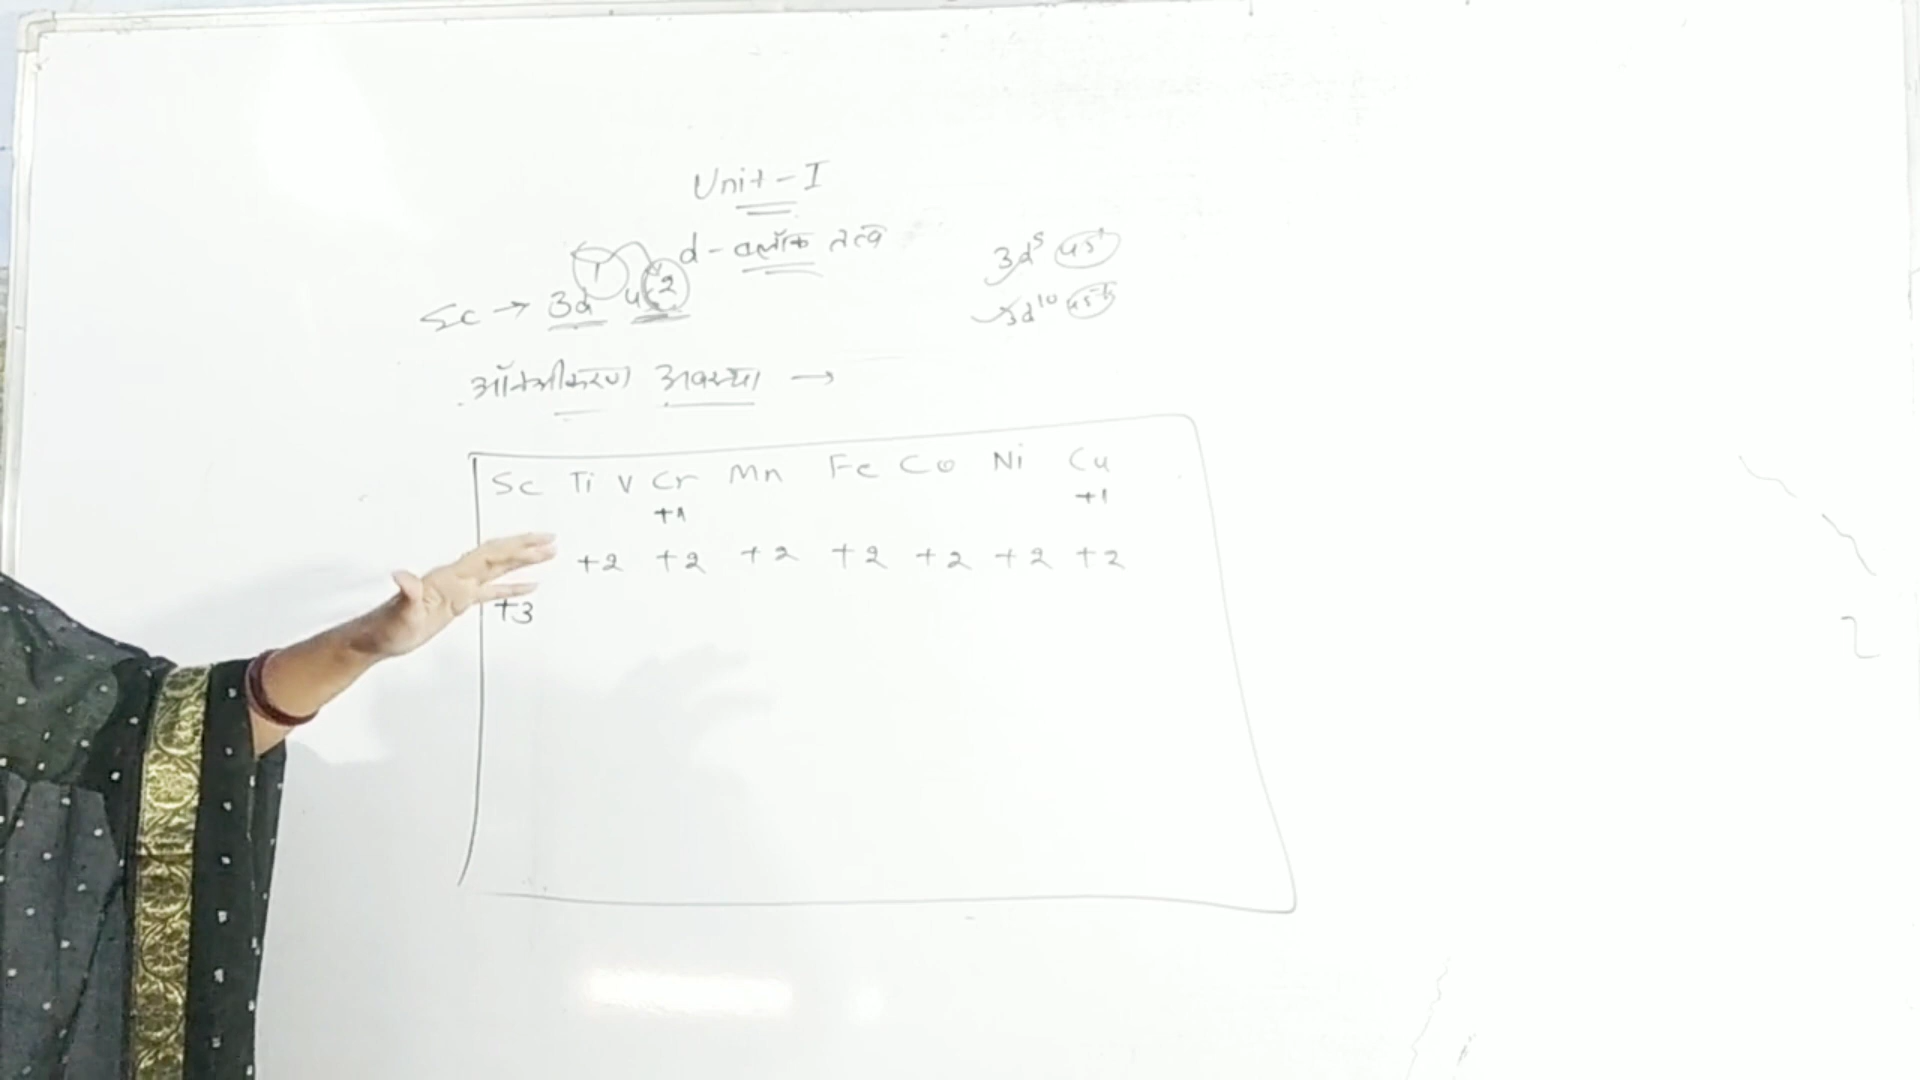 Unit - I
d - ब्लॉक तत्व
3d⁵ 4s¹
Sc → 3d¹ 4s²
3d¹⁰ 4s¹
ऑक्सीकरण अवस्था →
Sc Ti V Cr Mn Fe Co Ni Cu
+1 +1
+2 +2 +2 +2 +2 +2 +2
+3